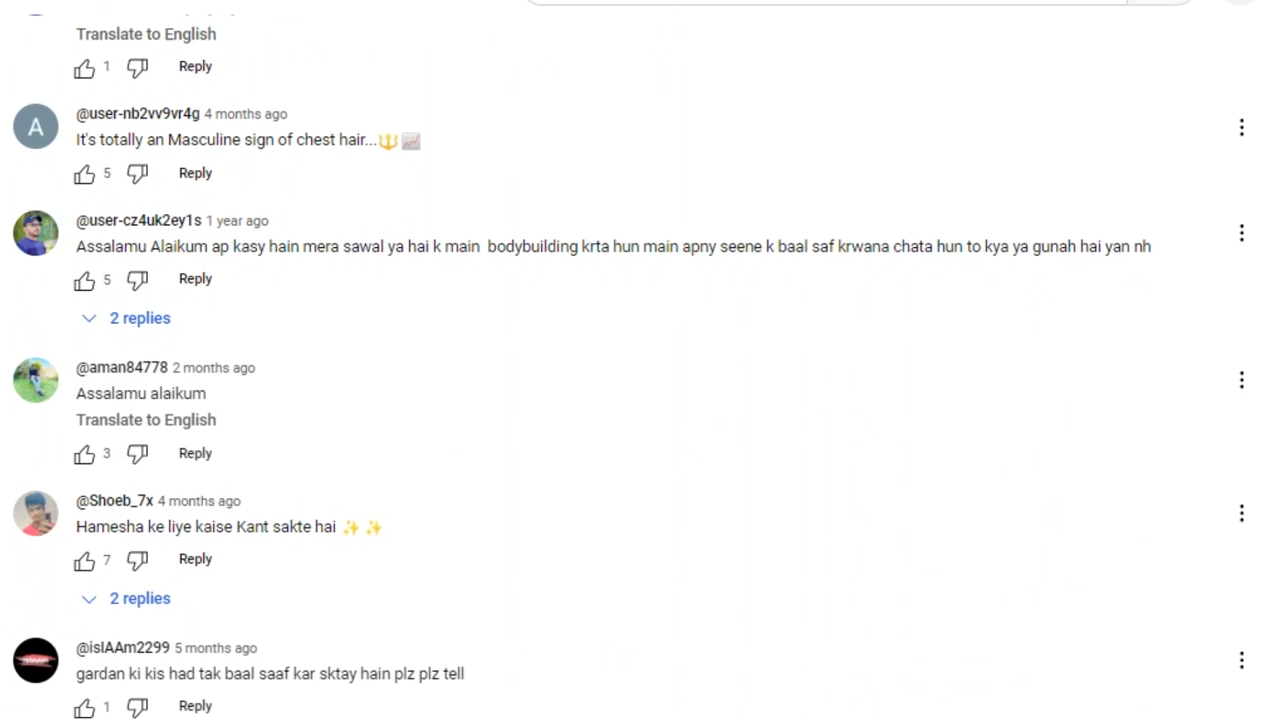 Translate to English
1 Reply
@user-nb2vv9vr4g 4 months ago
It's totally an Masculine sign of chest hair...🔱📈
5 Reply
A
@user-cz4uk2ey1s 1 year ago
Assalamu Alaikum ap kasy hain mera sawal ya hai k main bodybuilding krta hun main apny seene k baal saf krwana chata hun to kya ya gunah hai yan nh
5 Reply
2 replies
@aman84778 2 months ago
Assalamu alaikum
Translate to English
3 Reply
@Shoeb_7x 4 months ago
Hamesha ke liye kaise Kant sakte hai ✨ ✨
7 Reply
2 replies
@isIAAm2299 5 months ago
gardan ki kis had tak baal saaf kar sktay hain plz plz tell
1 Reply